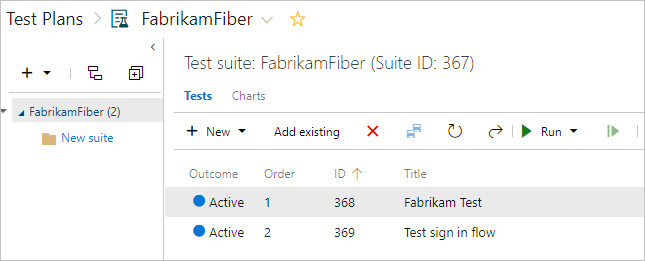 Test Plans FabrikamFiber
Test suite: FabrikamFiber (Suite ID: 367)
FabrikamFiber (2)
New suite
Tests Charts
New Add existing Run
Outcome Order ID Title
Active 1 368 Fabrikam Test
Active 2 369 Test sign in flow